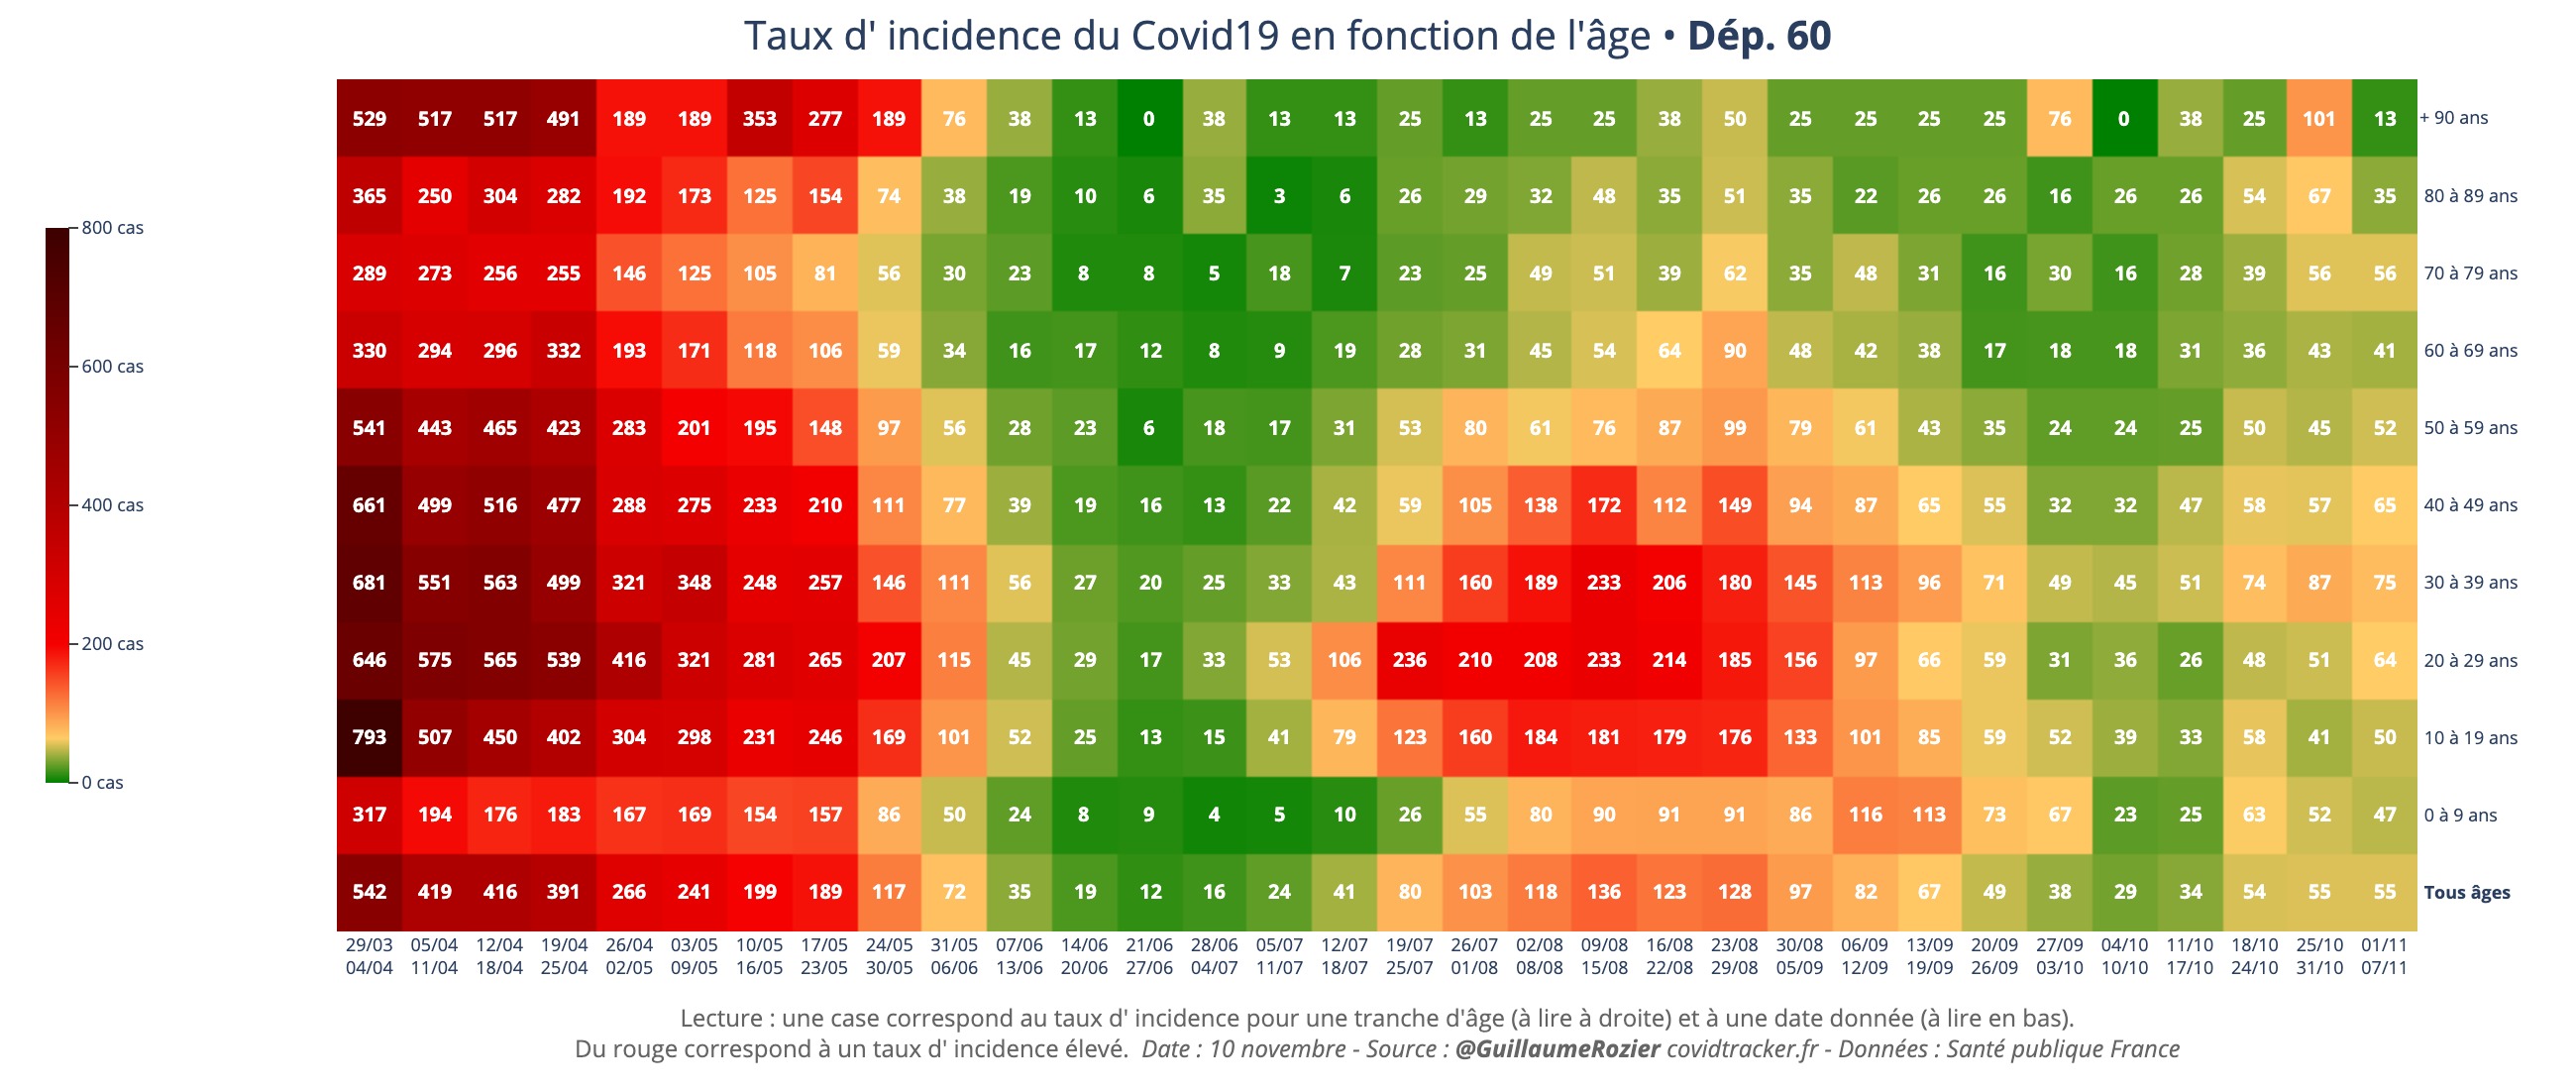 Taux d' incidence du Covid19 en fonction de l'âge • Dép. 60
800 cas
600 cas
400 cas
200 cas
0 cas
529 517 517 491 189 189 353 277 189 76 38 13 0 38 13 13 25 13 25 25 38 50 25 25 25 25 76 0 38 25 101 13 + 90 ans
365 250 304 282 192 173 125 154 74 38 19 10 6 35 3 6 26 29 32 48 35 51 35 22 26 26 16 26 26 54 67 35 80 à 89 ans
289 273 256 255 146 125 105 81 56 30 23 8 8 5 18 7 23 25 49 51 39 62 35 48 31 16 30 16 28 39 56 56 70 à 79 ans
330 294 296 332 193 171 118 106 59 34 16 17 12 8 9 19 28 31 45 54 64 90 48 42 38 17 18 18 31 36 43 41 60 à 69 ans
541 443 465 423 283 201 195 148 97 56 28 23 6 18 17 31 53 80 61 76 87 99 79 61 43 35 24 24 25 50 45 52 50 à 59 ans
661 499 516 477 288 275 233 210 111 77 39 19 16 13 22 42 59 105 138 172 112 149 94 87 65 55 32 32 47 58 57 65 40 à 49 ans
681 551 563 499 321 348 248 257 146 111 56 27 20 25 33 43 111 160 189 233 206 180 145 113 96 71 49 45 51 74 87 75 30 à 39 ans
646 575 565 539 416 321 281 265 207 115 45 29 17 33 53 106 236 210 208 233 214 185 156 97 66 59 31 36 26 48 51 64 20 à 29 ans
793 507 450 402 304 298 231 246 169 101 52 25 13 15 41 79 123 160 184 181 179 176 133 101 85 59 52 39 33 58 41 50 10 à 19 ans
317 194 176 183 167 169 154 157 86 50 24 8 9 4 5 10 26 55 80 90 91 91 86 116 113 73 67 23 25 63 52 47 0 à 9 ans
542 419 416 391 266 241 199 189 117 72 35 19 12 16 24 41 80 103 118 136 123 128 97 82 67 49 38 29 34 54 55 55 Tous âges
29/03 05/04 12/04 19/04 26/04 03/05 10/05 17/05 24/05 31/05 07/06 14/06 21/06 28/06 05/07 12/07 19/07 26/07 02/08 09/08 16/08 23/08 30/08 06/09 13/09 20/09 27/09 04/10 11/10 18/10 25/10 01/11
04/04 11/04 18/04 25/04 02/05 09/05 16/05 23/05 30/05 06/06 13/06 20/06 27/06 04/07 11/07 18/07 25/07 01/08 08/08 15/08 22/08 29/08 05/09 12/09 19/09 26/09 03/10 10/10 17/10 24/10 31/10 07/11
Lecture : une case correspond au taux d' incidence pour une tranche d'âge (à lire à droite) et à une date donnée (à lire en bas).
Du rouge correspond à un taux d' incidence élevé. Date : 10 novembre - Source : @GuillaumeRozier covidtracker.fr - Données : Santé publique France